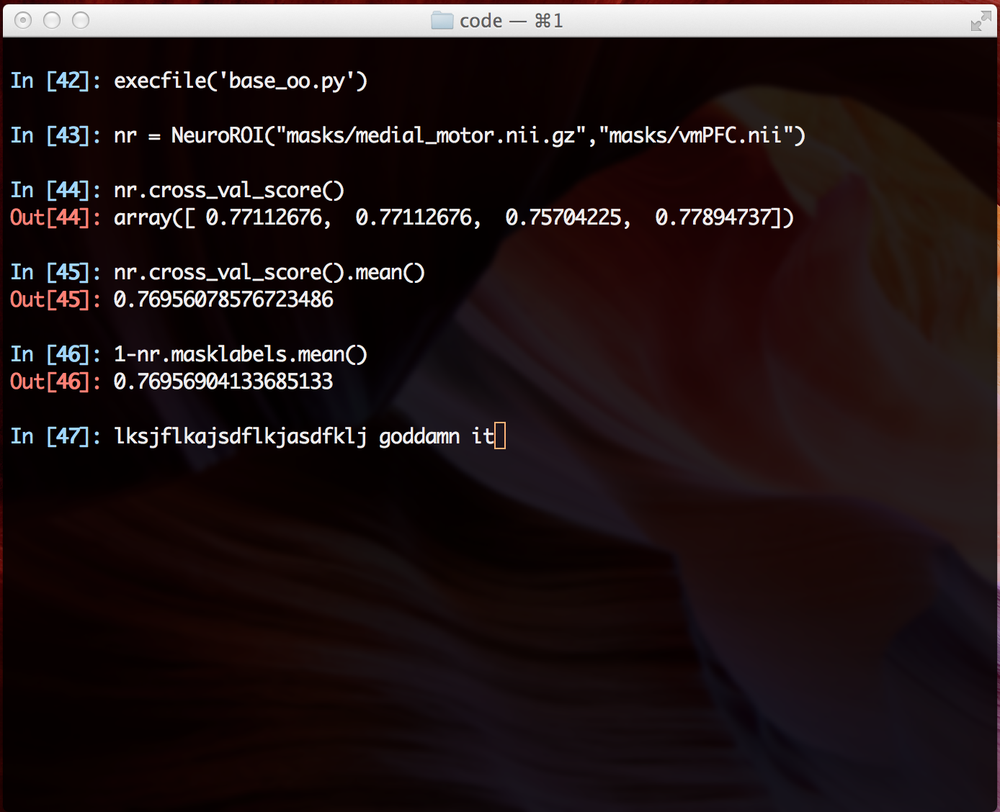 code — ⌘1
In [42]: execfile('base_oo.py')
In [43]: nr = NeuroROI("masks/medial_motor.nii.gz","masks/vmPFC.nii")
In [44]: nr.cross_val_score()
Out[44]: array([ 0.77112676,  0.77112676,  0.75704225,  0.77894737])
In [45]: nr.cross_val_score().mean()
Out[45]: 0.76956078576723486
In [46]: 1-nr.masklabels.mean()
Out[46]: 0.76956904133685133
In [47]: lksjflkajsdflkjasdfklj goddamn it